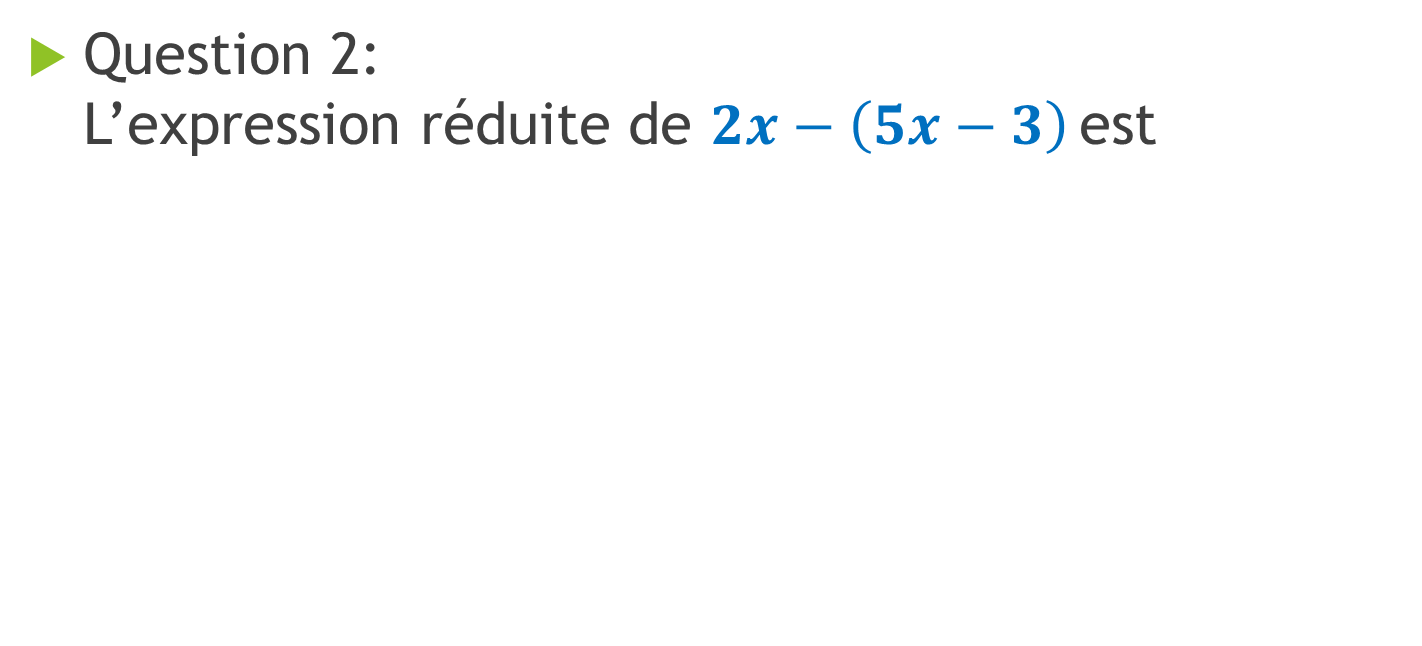 Question 2:
L’expression réduite de 2x − (5x − 3) est